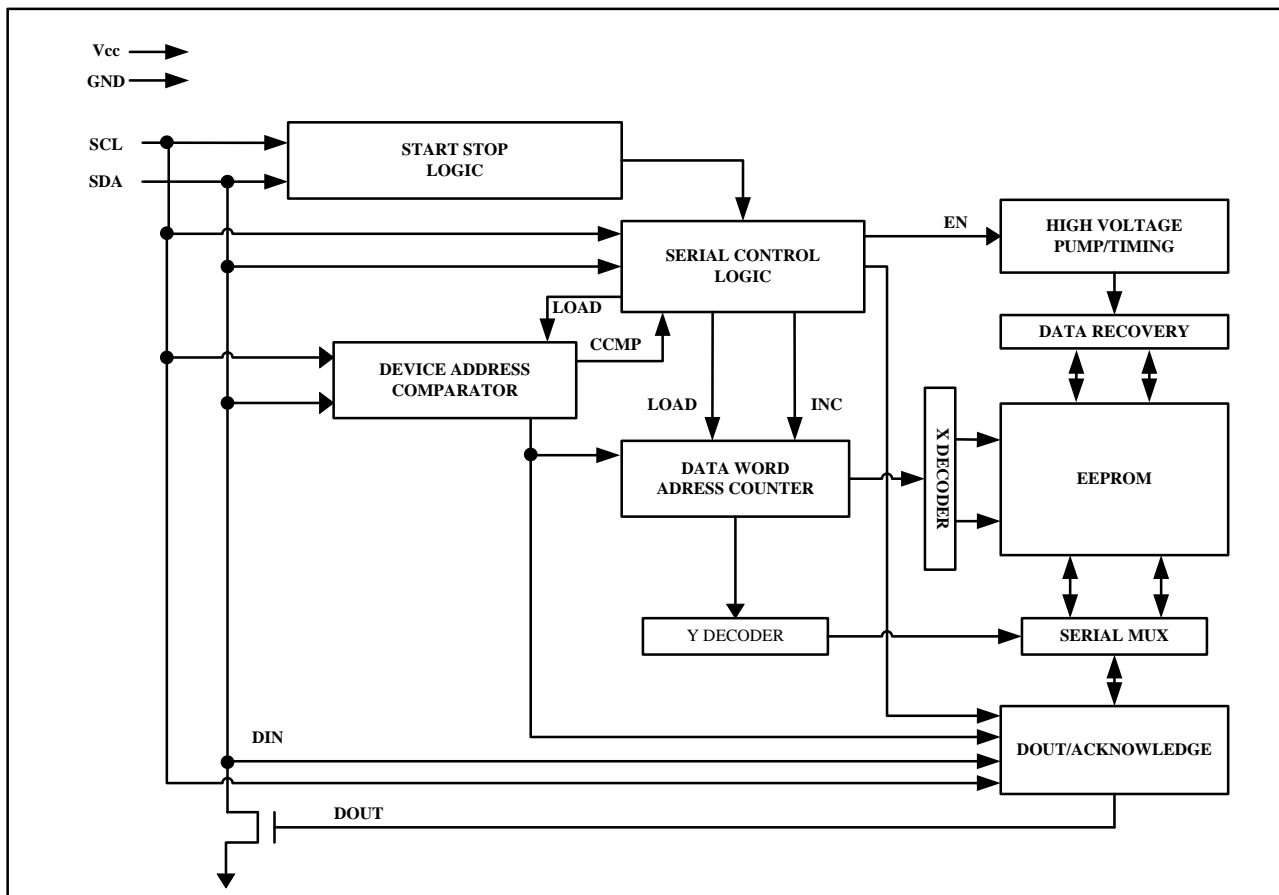 Vcc
GND
SCL
SDA
START STOP
LOGIC
EN
HIGH VOLTAGE
PUMP/TIMING
SERIAL CONTROL
LOGIC
LOAD
CCMP
DATA RECOVERY
DEVICE ADDRESS
COMPARATOR
LOAD
INC
X DECODER
EEPROM
DATA WORD
ADRESS COUNTER
Y DECODER
SERIAL MUX
DIN
DOUT/ACKNOWLEDGE
DOUT